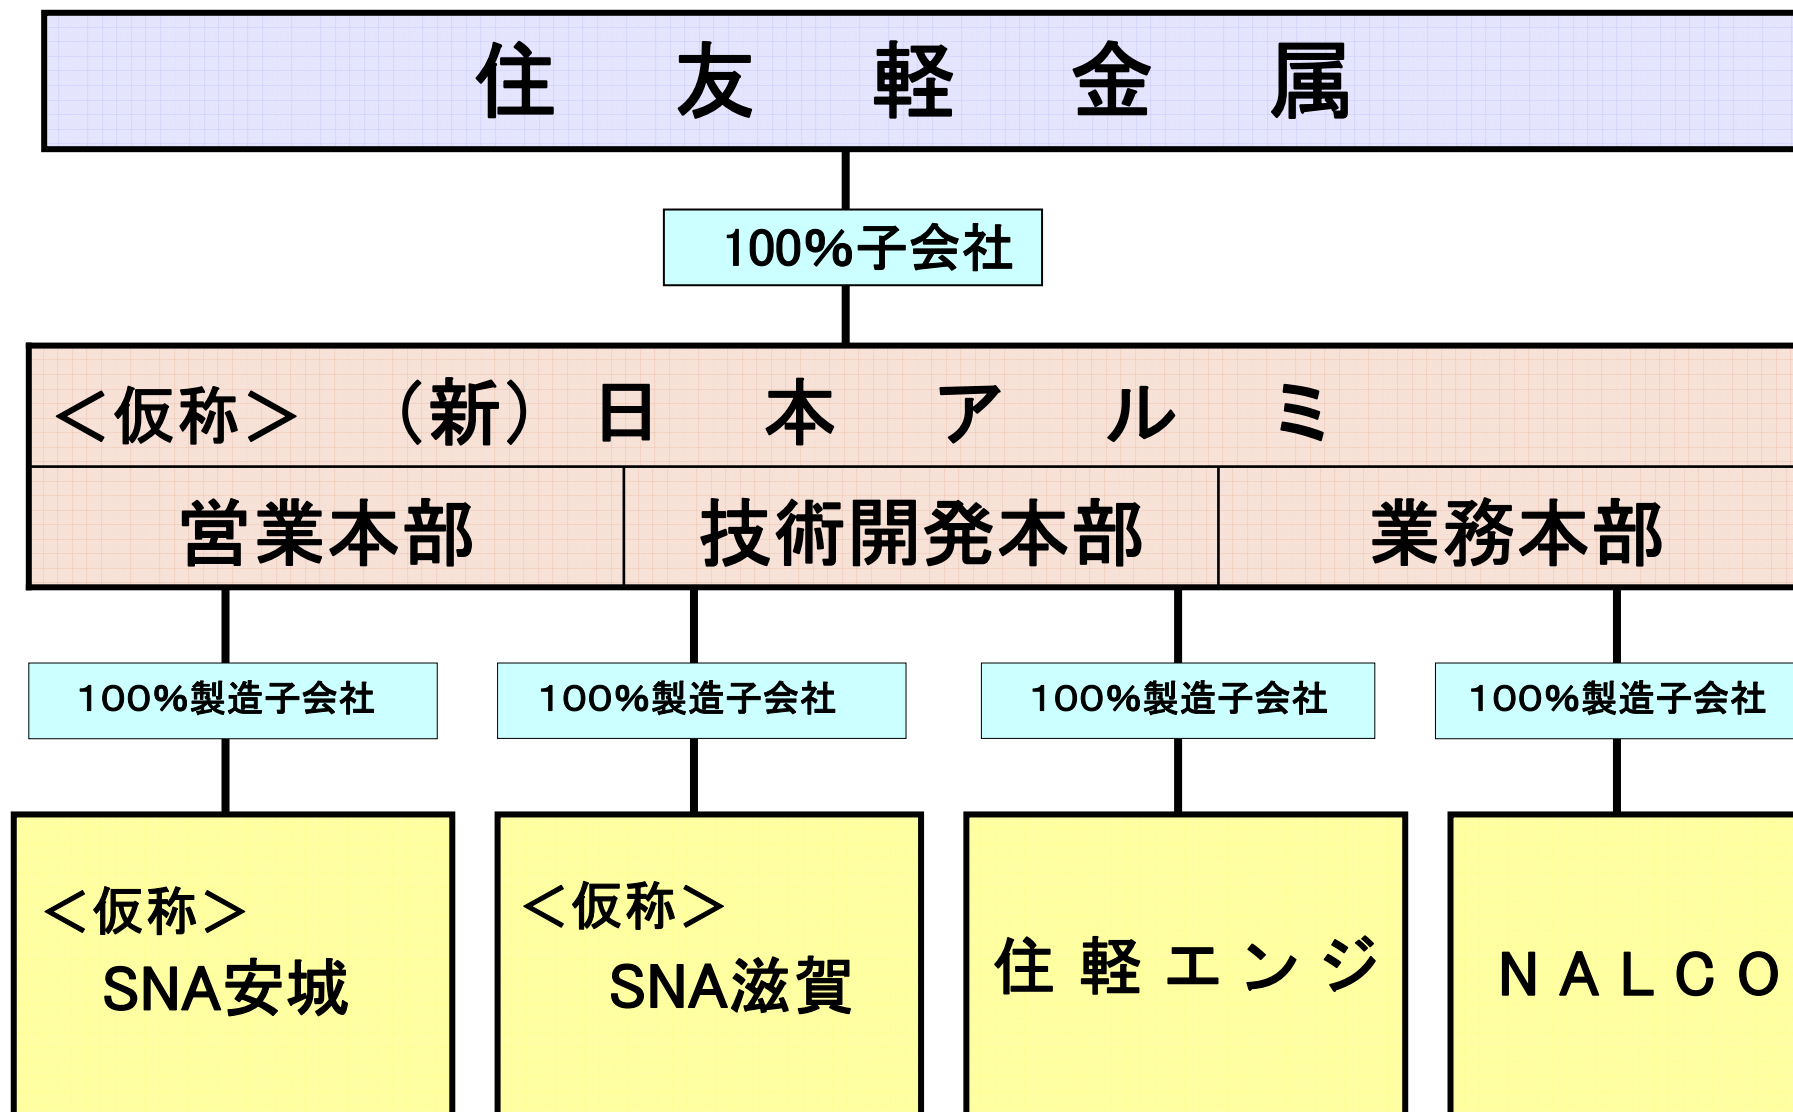 住友軽金属
100%子会社
＜仮称＞ （新）日本アルミ
営業本部 技術開発本部 業務本部
100%製造子会社 100%製造子会社 100%製造子会社 100%製造子会社
＜仮称＞
SNA安城
＜仮称＞
SNA滋賀
住軽エンジ
NALCO